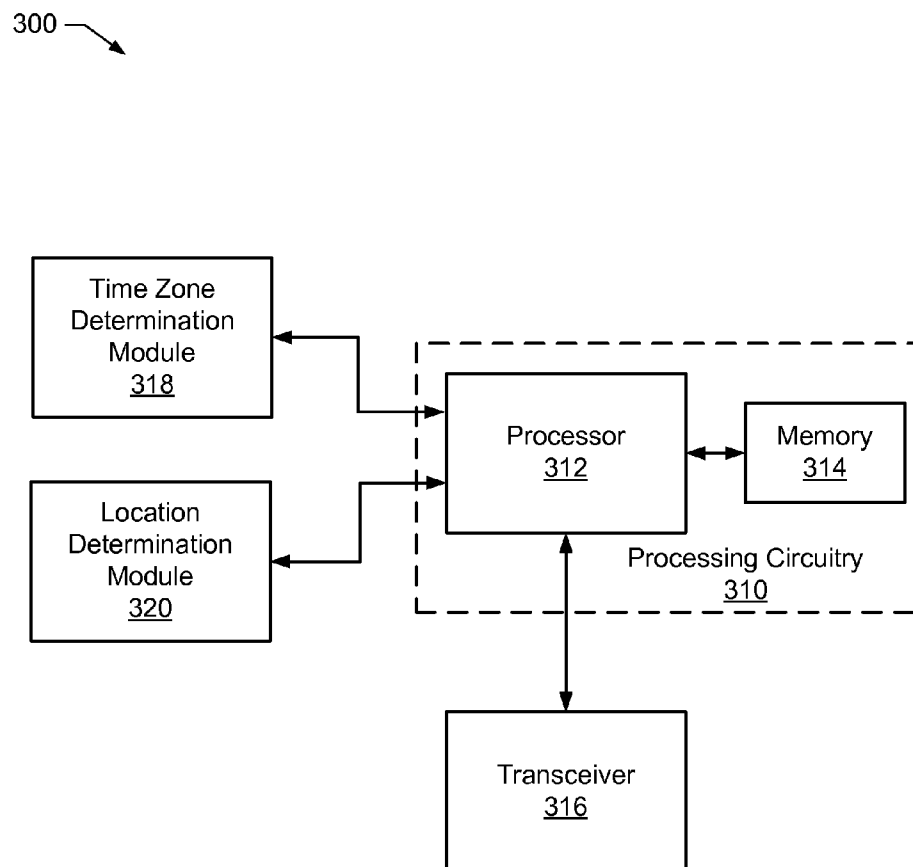 300
Time Zone
Determination
Module
318
Processor
312
Memory
314
Location
Determination
Module
320
Processing Circuitry
310
Transceiver
316